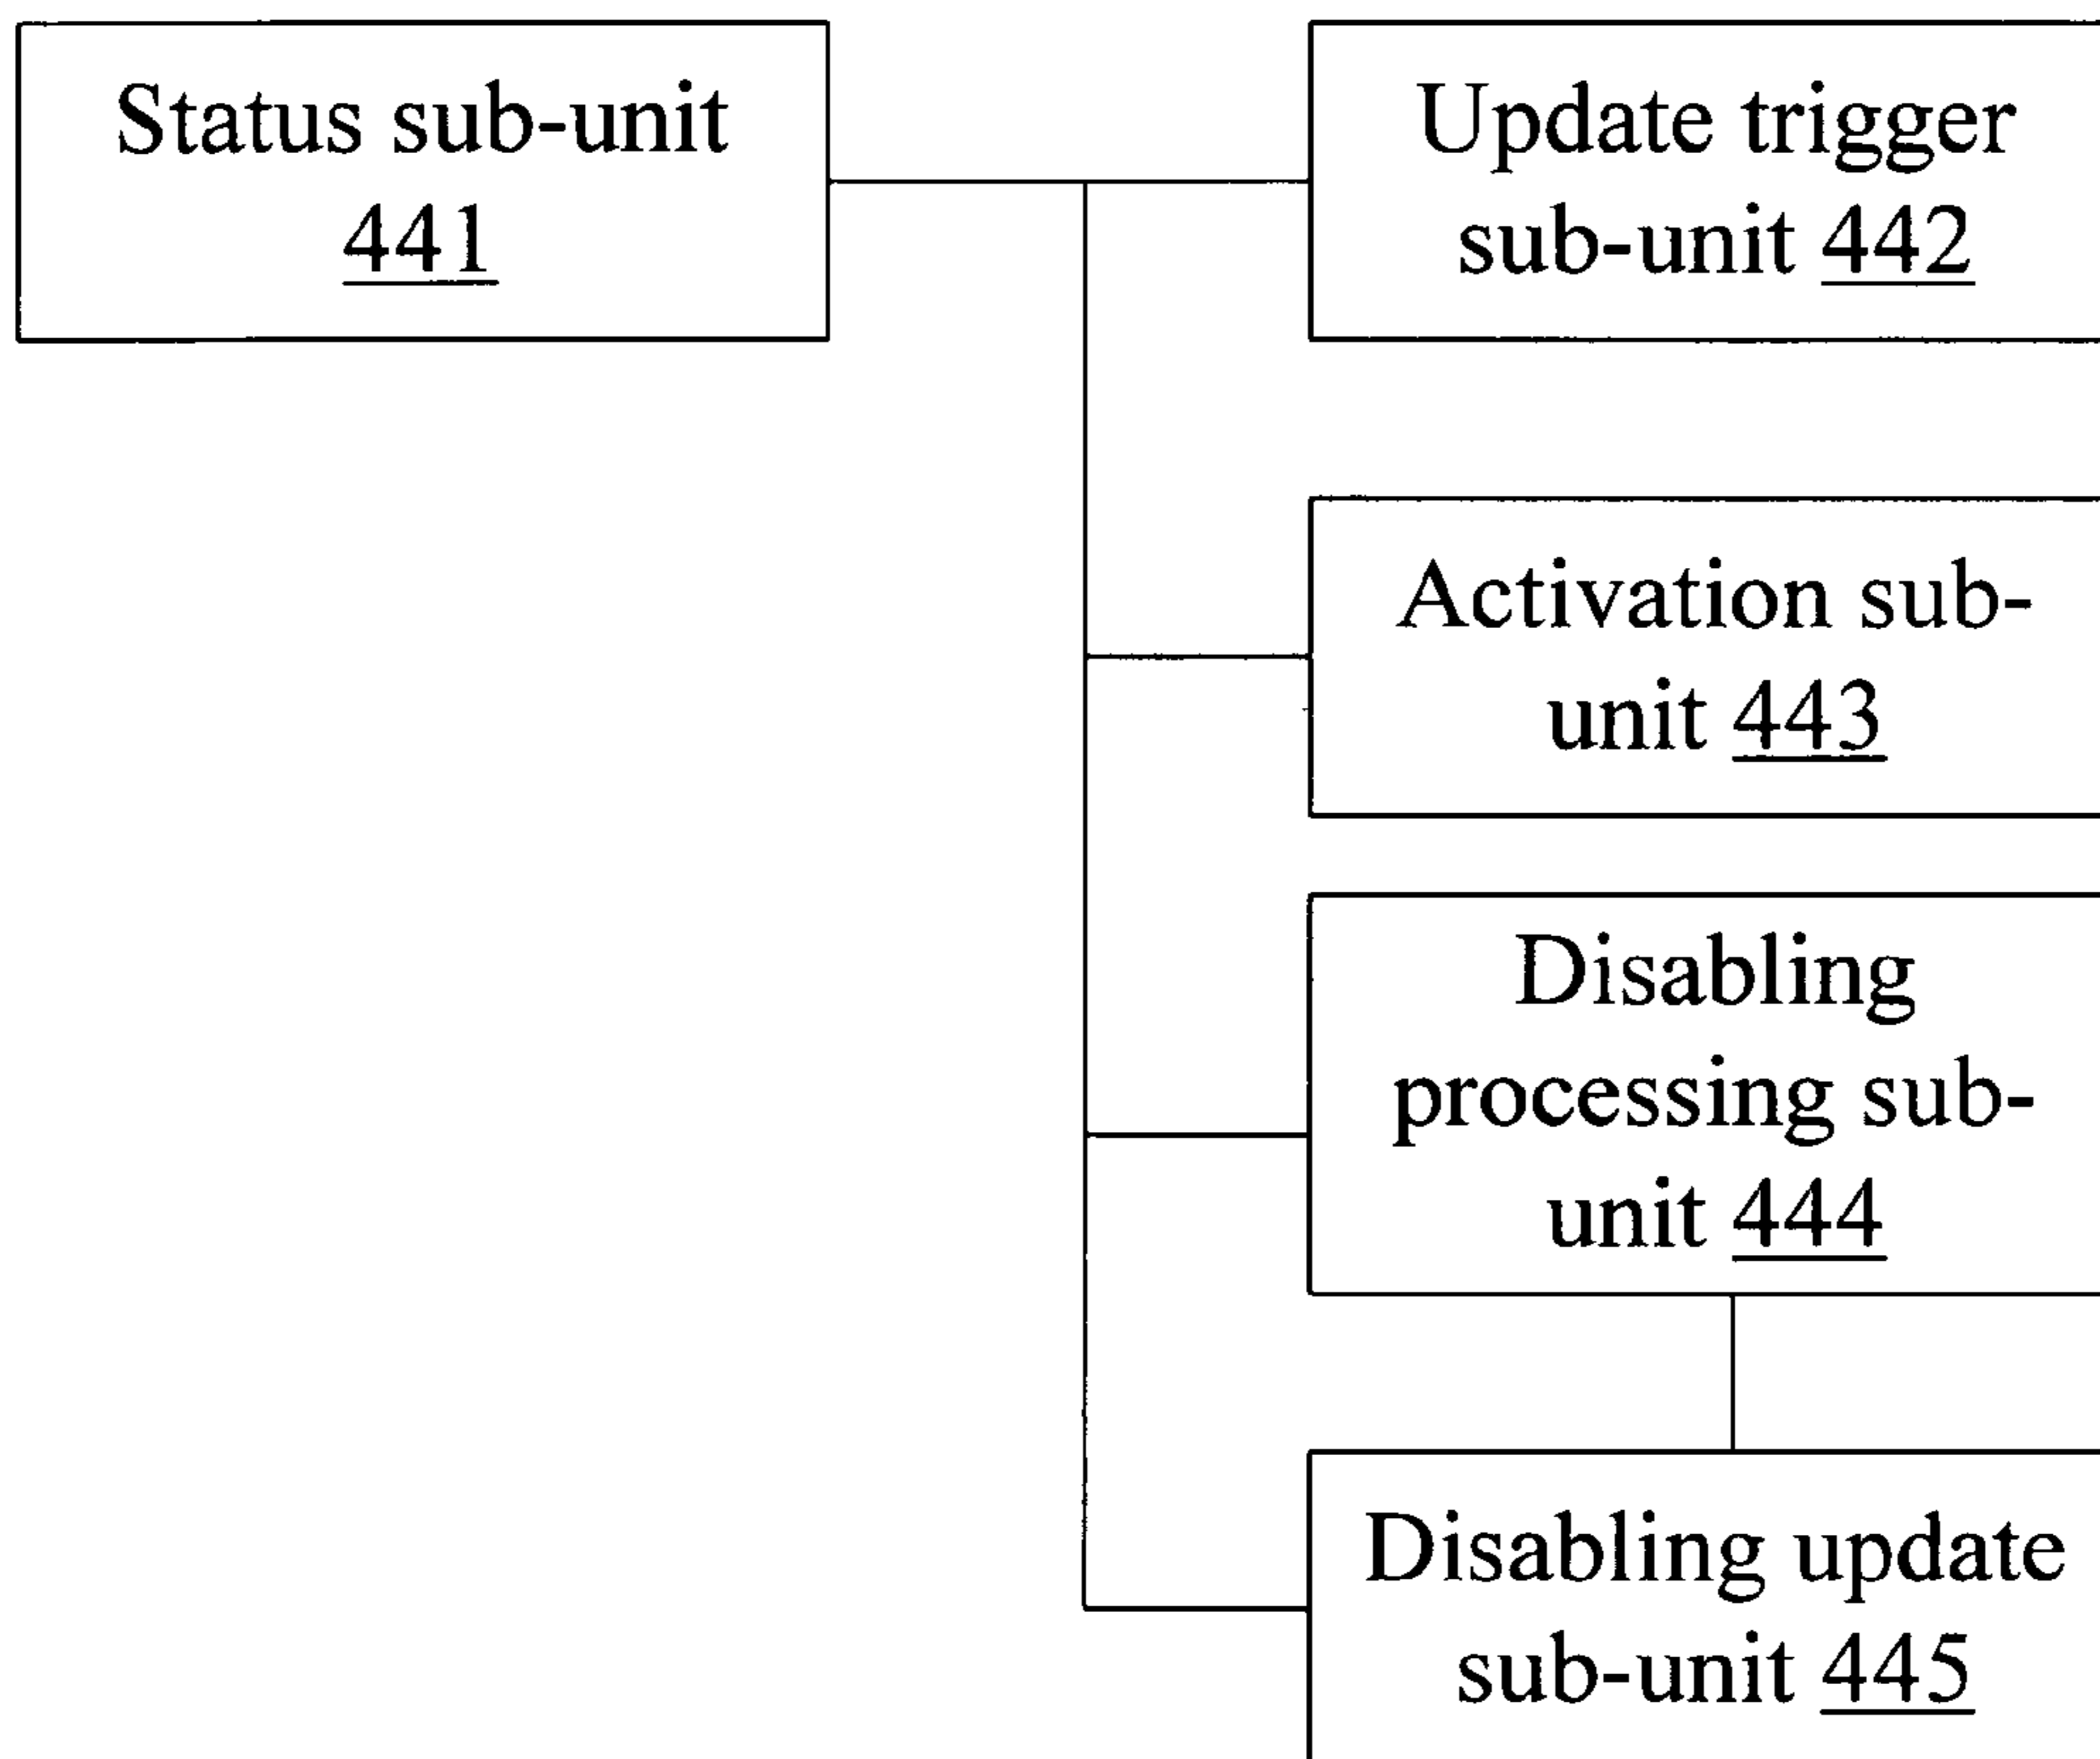 Status sub-unit
441
Update trigger
sub-unit 442
Activation sub-
unit 443
Disabling
processing sub-
unit 444
Disabling update
sub-unit 445